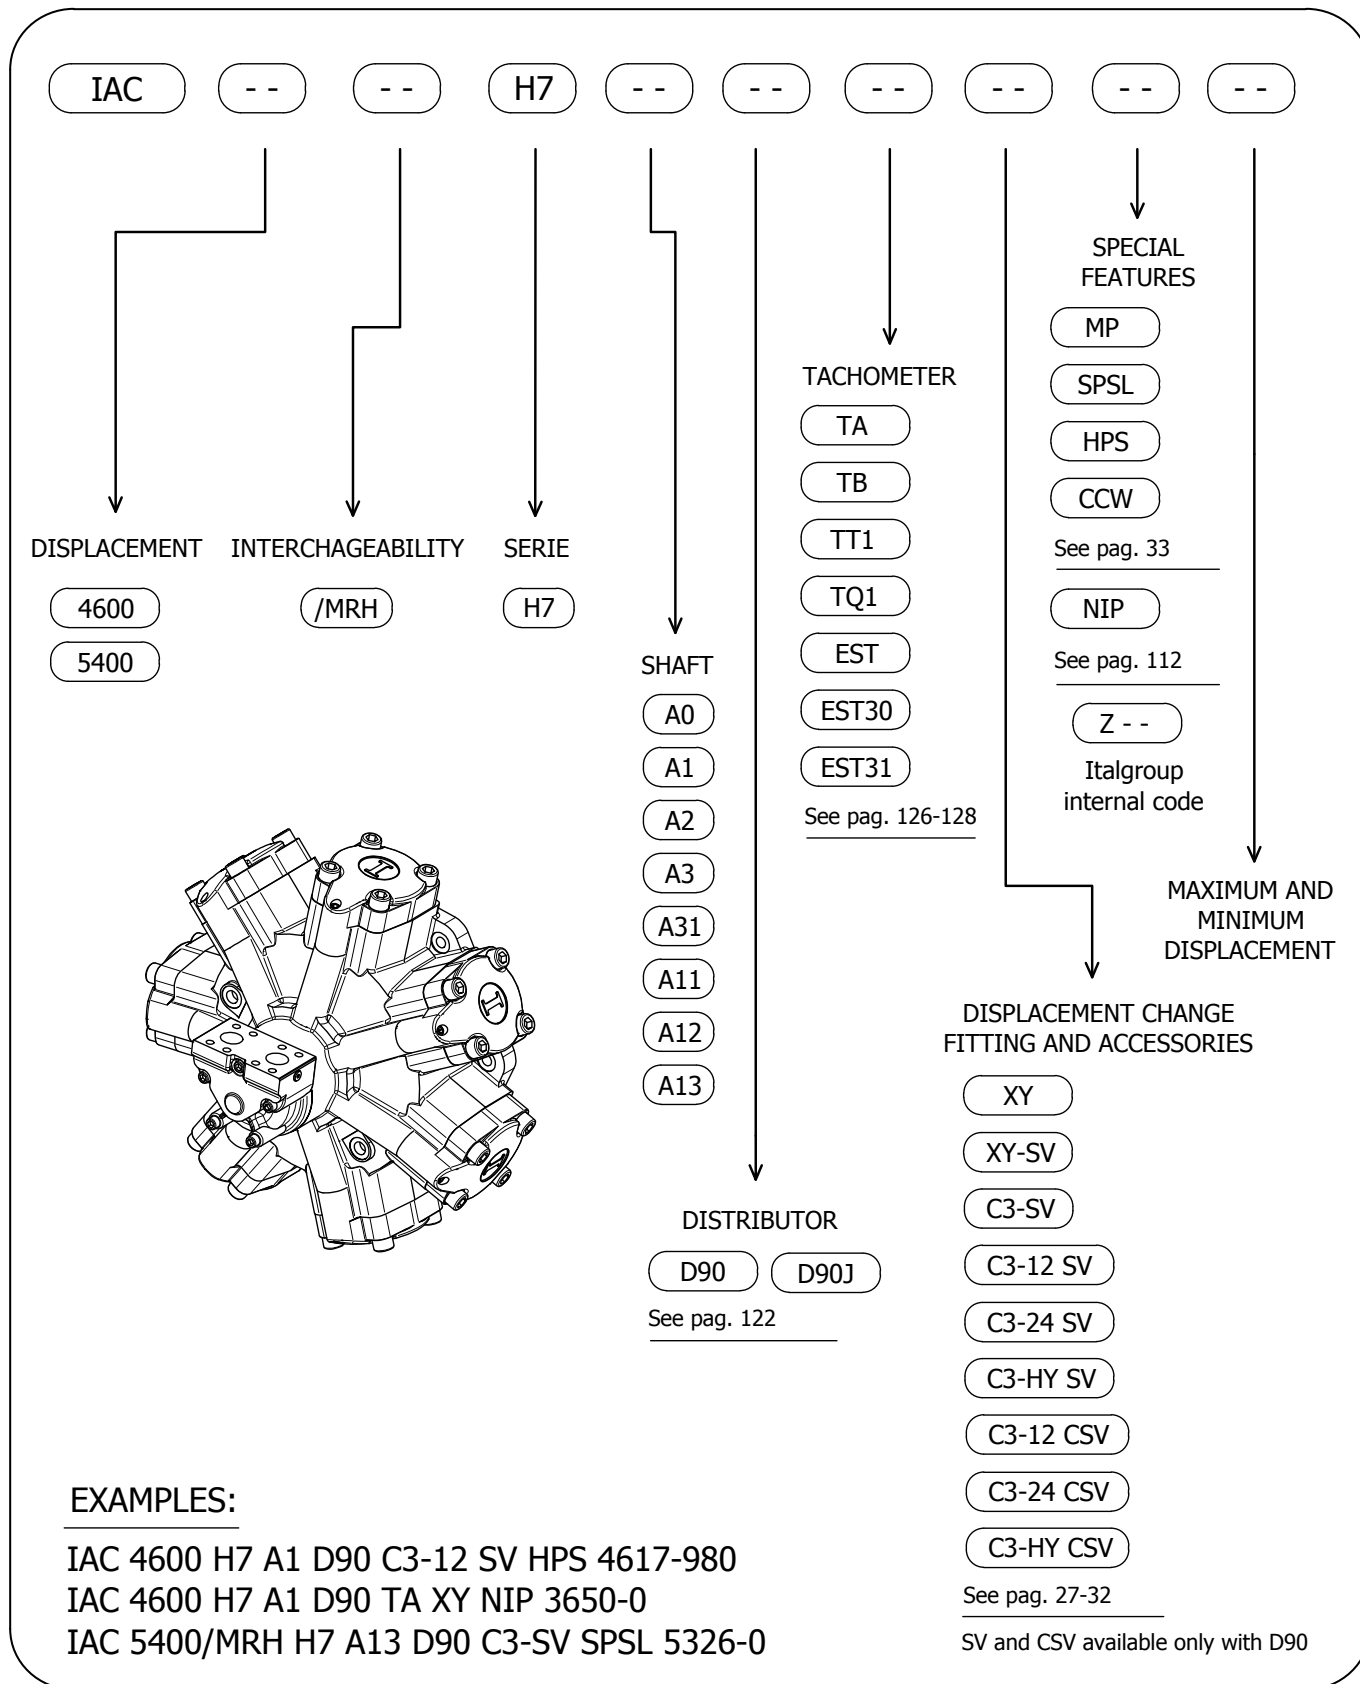 IAC - - - - H7 - - - - - - - - - - - -
DISPLACEMENT
4600
5400
INTERCHAGEABILITY
/MRH
SERIE
H7
SHAFT
A0
A1
A2
A3
A31
A11
A12
A13
DISTRIBUTOR
D90 D90J
See pag. 122
TACHOMETER
TA
TB
TT1
TQ1
EST
EST30
EST31
See pag. 126-128
DISPLACEMENT CHANGE
FITTING AND ACCESSORIES
XY
XY-SV
C3-SV
C3-12 SV
C3-24 SV
C3-HY SV
C3-12 CSV
C3-24 CSV
C3-HY CSV
See pag. 27-32
SV and CSV available only with D90
SPECIAL
FEATURES
MP
SPSL
HPS
CCW
See pag. 33
NIP
See pag. 112
Z - -
Italgroup
internal code
MAXIMUM AND
MINIMUM
DISPLACEMENT
EXAMPLES:
IAC 4600 H7 A1 D90 C3-12 SV HPS 4617-980
IAC 4600 H7 A1 D90 TA XY NIP 3650-0
IAC 5400/MRH H7 A13 D90 C3-SV SPSL 5326-0